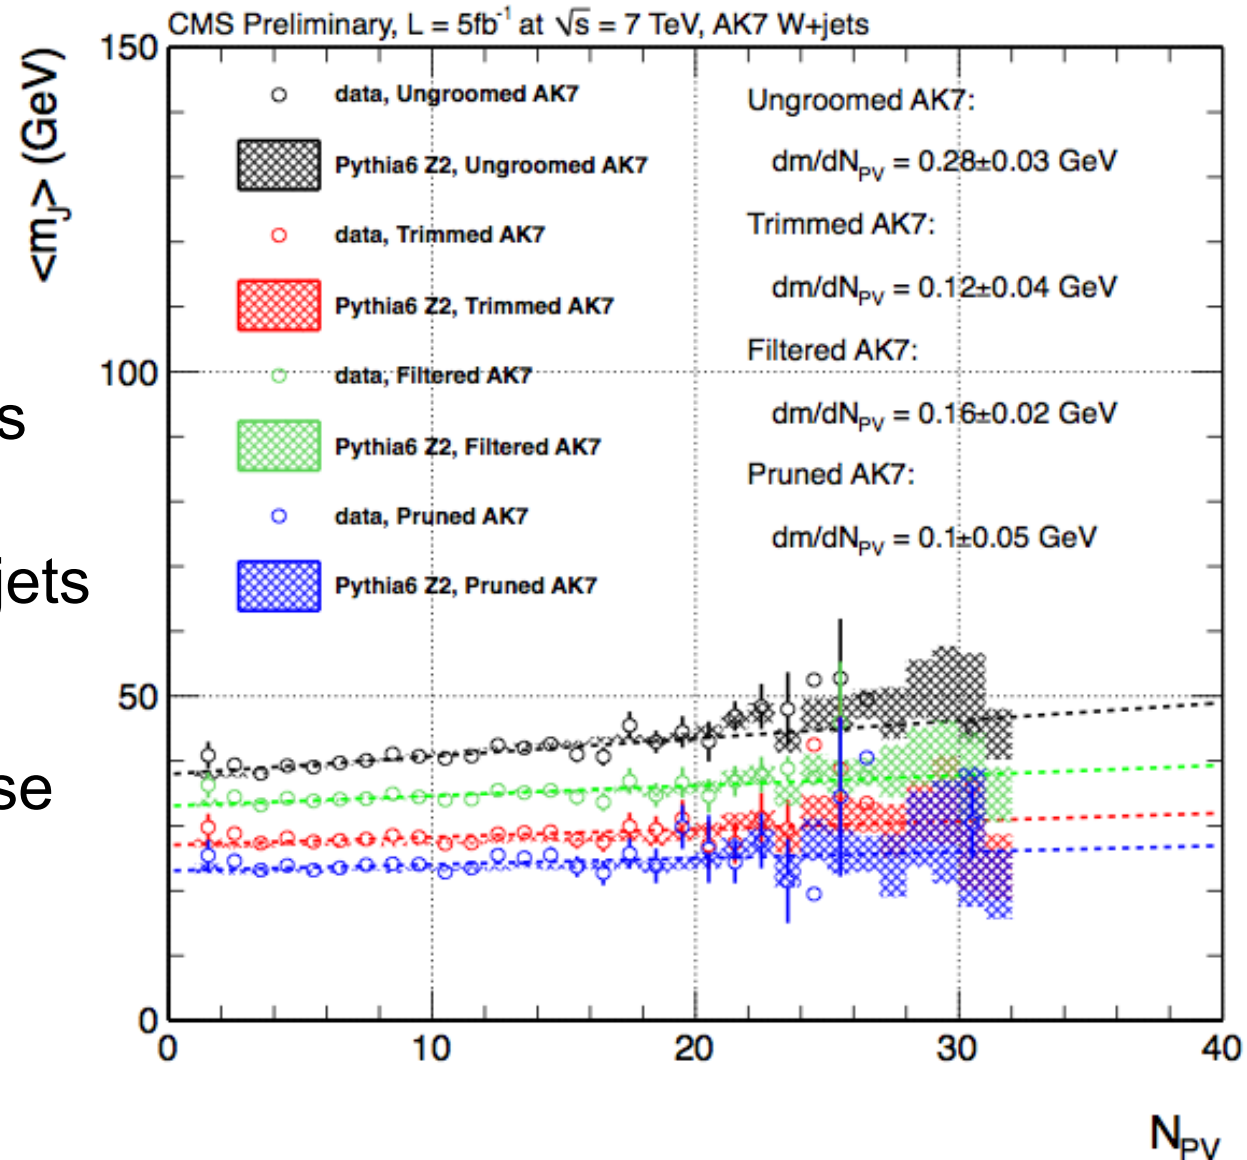 CMS Preliminary, L = 5fb⁻¹ at √s = 7 TeV, AK7 W+jets
<m_J> (GeV)
150
100
50
0
data, Ungroomed AK7
Pythia6 Z2, Ungroomed AK7
data, Trimmed AK7
Pythia6 Z2, Trimmed AK7
data, Filtered AK7
Pythia6 Z2, Filtered AK7
data, Pruned AK7
Pythia6 Z2, Pruned AK7
Ungroomed AK7:
dm/dN_PV = 0.28±0.03 GeV
Trimmed AK7:
dm/dN_PV = 0.12±0.04 GeV
Filtered AK7:
dm/dN_PV = 0.16±0.02 GeV
Pruned AK7:
dm/dN_PV = 0.1±0.05 GeV
s
jets
se
0 10 20 30 40
N_PV